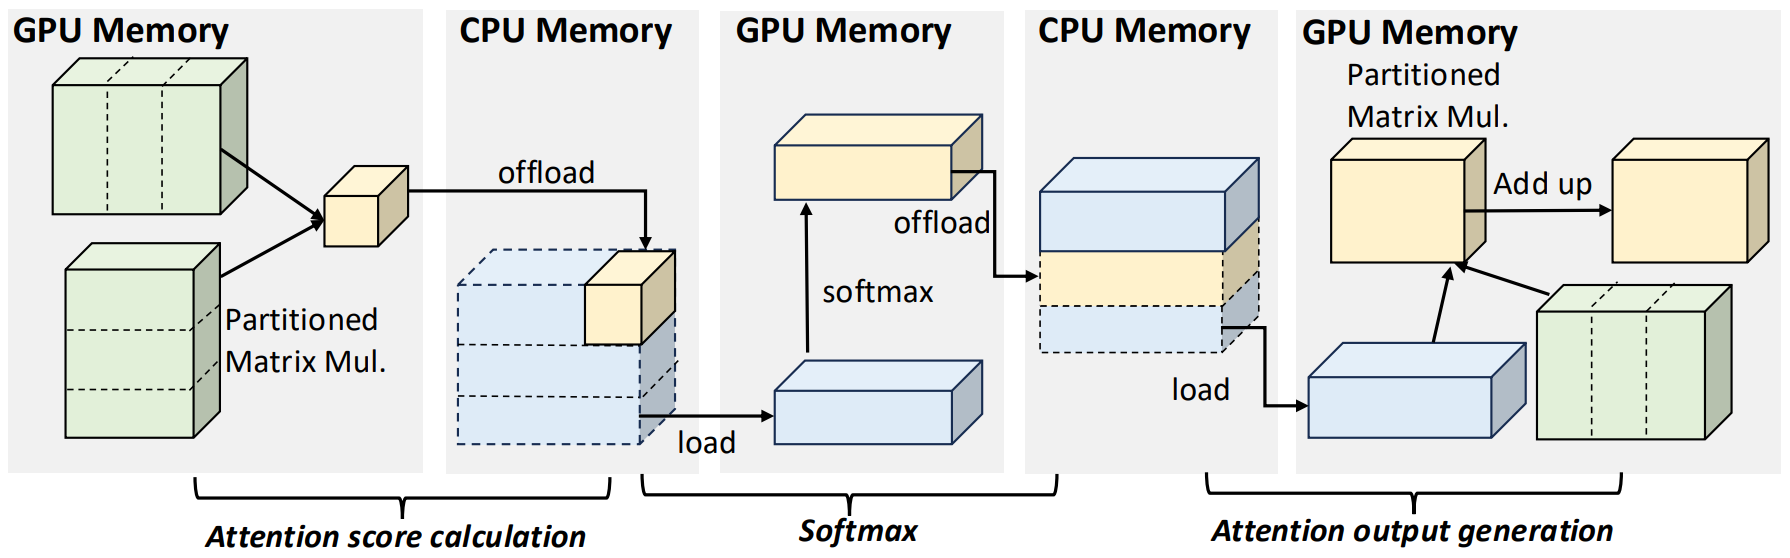 GPU Memory
CPU Memory
GPU Memory
CPU Memory
GPU Memory
Partitioned
Matrix Mul.
offload
Add up
offload
softmax
Partitioned
Matrix Mul.
load
load
Attention score calculation
Softmax
Attention output generation